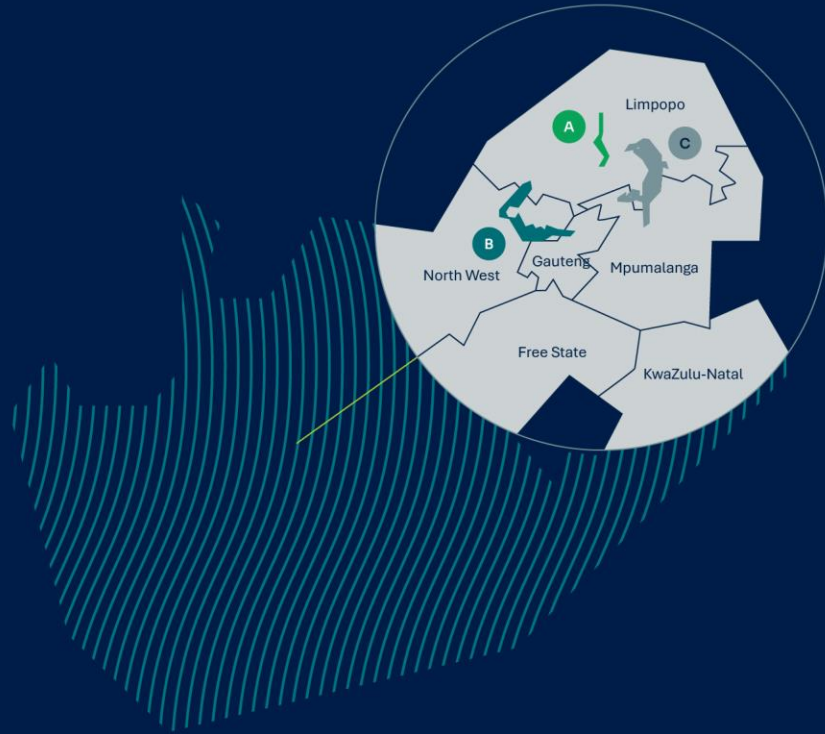 Limpopo
A
C
B
Gauteng
North West
Mpumalanga
Free State
KwaZulu-Natal